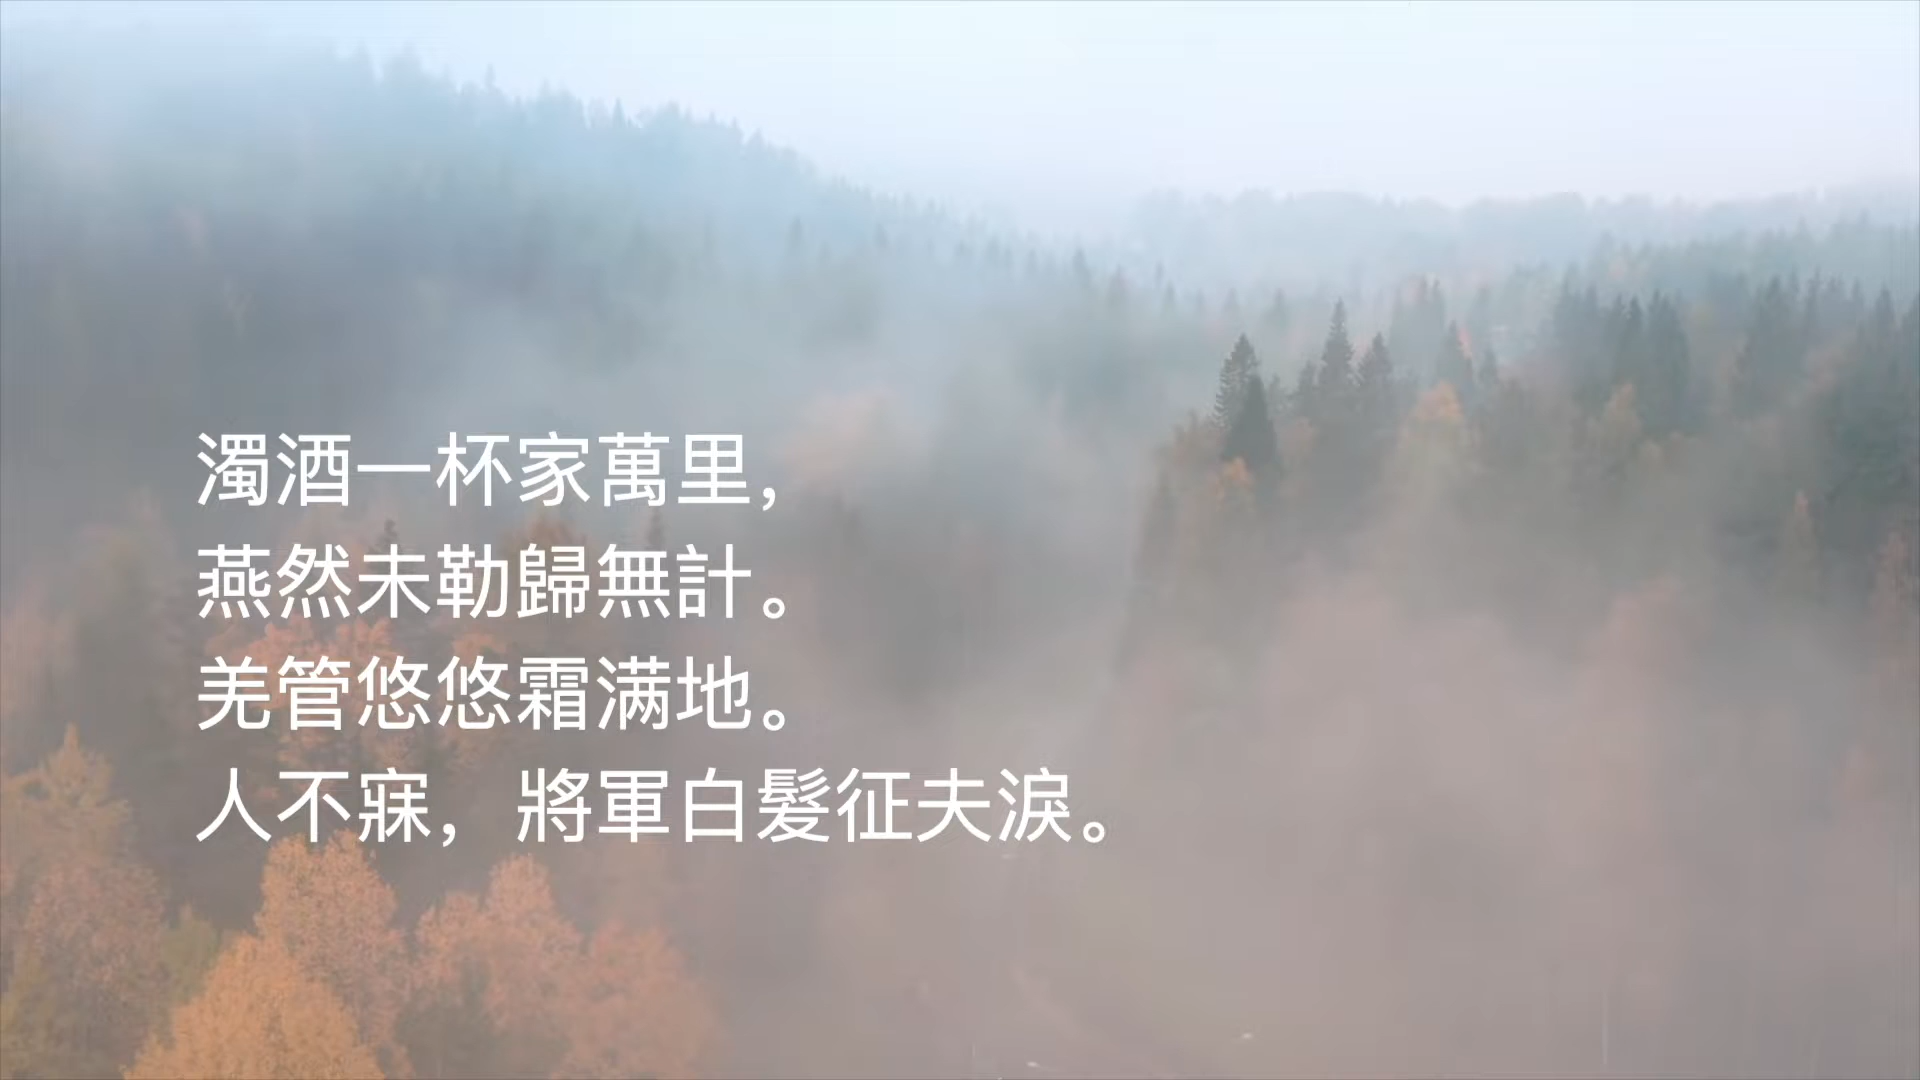 濁酒一杯家萬里，
燕然未勒歸無計。
羌管悠悠霜满地。
人不寐，將軍白髮征夫淚。